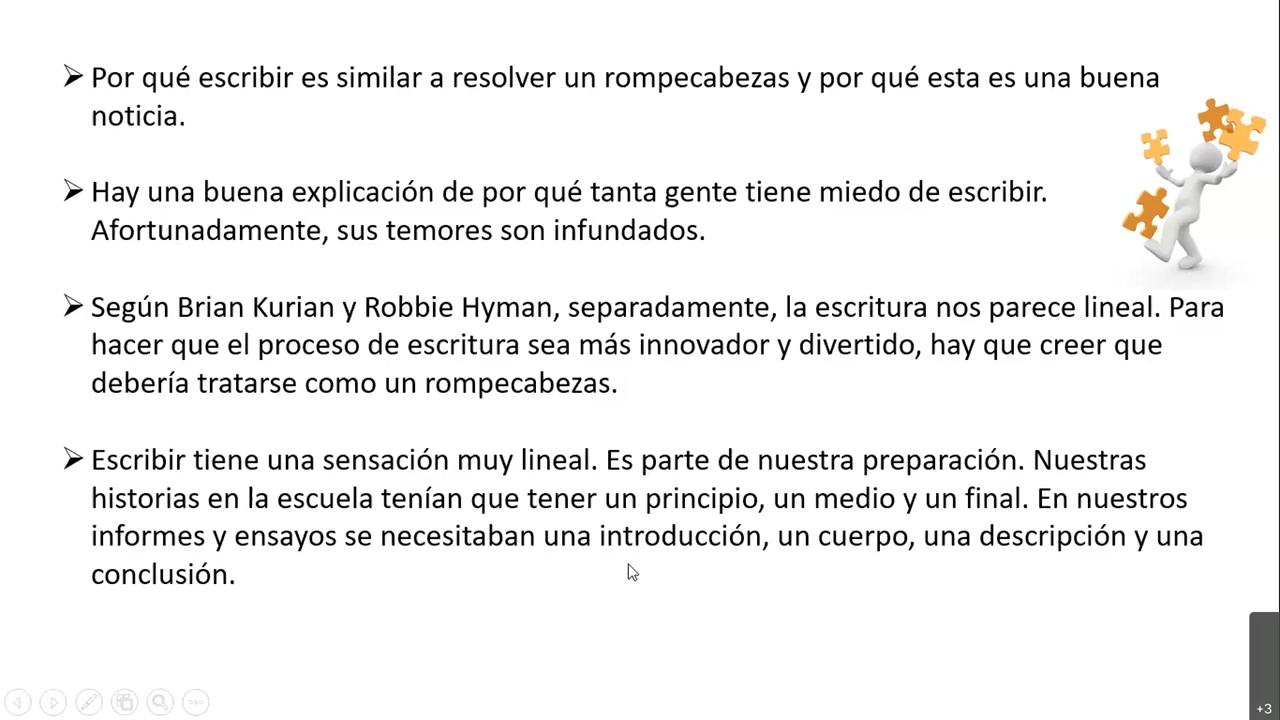 ➢ Por qué escribir es similar a resolver un rompecabezas y por qué esta es una buena
noticia.
➢ Hay una buena explicación de por qué tanta gente tiene miedo de escribir.
Afortunadamente, sus temores son infundados.
➢ Según Brian Kurian y Robbie Hyman, separadamente, la escritura nos parece lineal. Para
hacer que el proceso de escritura sea más innovador y divertido, hay que creer que
debería tratarse como un rompecabezas.
➢ Escribir tiene una sensación muy lineal. Es parte de nuestra preparación. Nuestras
historias en la escuela tenían que tener un principio, un medio y un final. En nuestros
informes y ensayos se necesitaban una introducción, un cuerpo, una descripción y una
conclusión.
+3